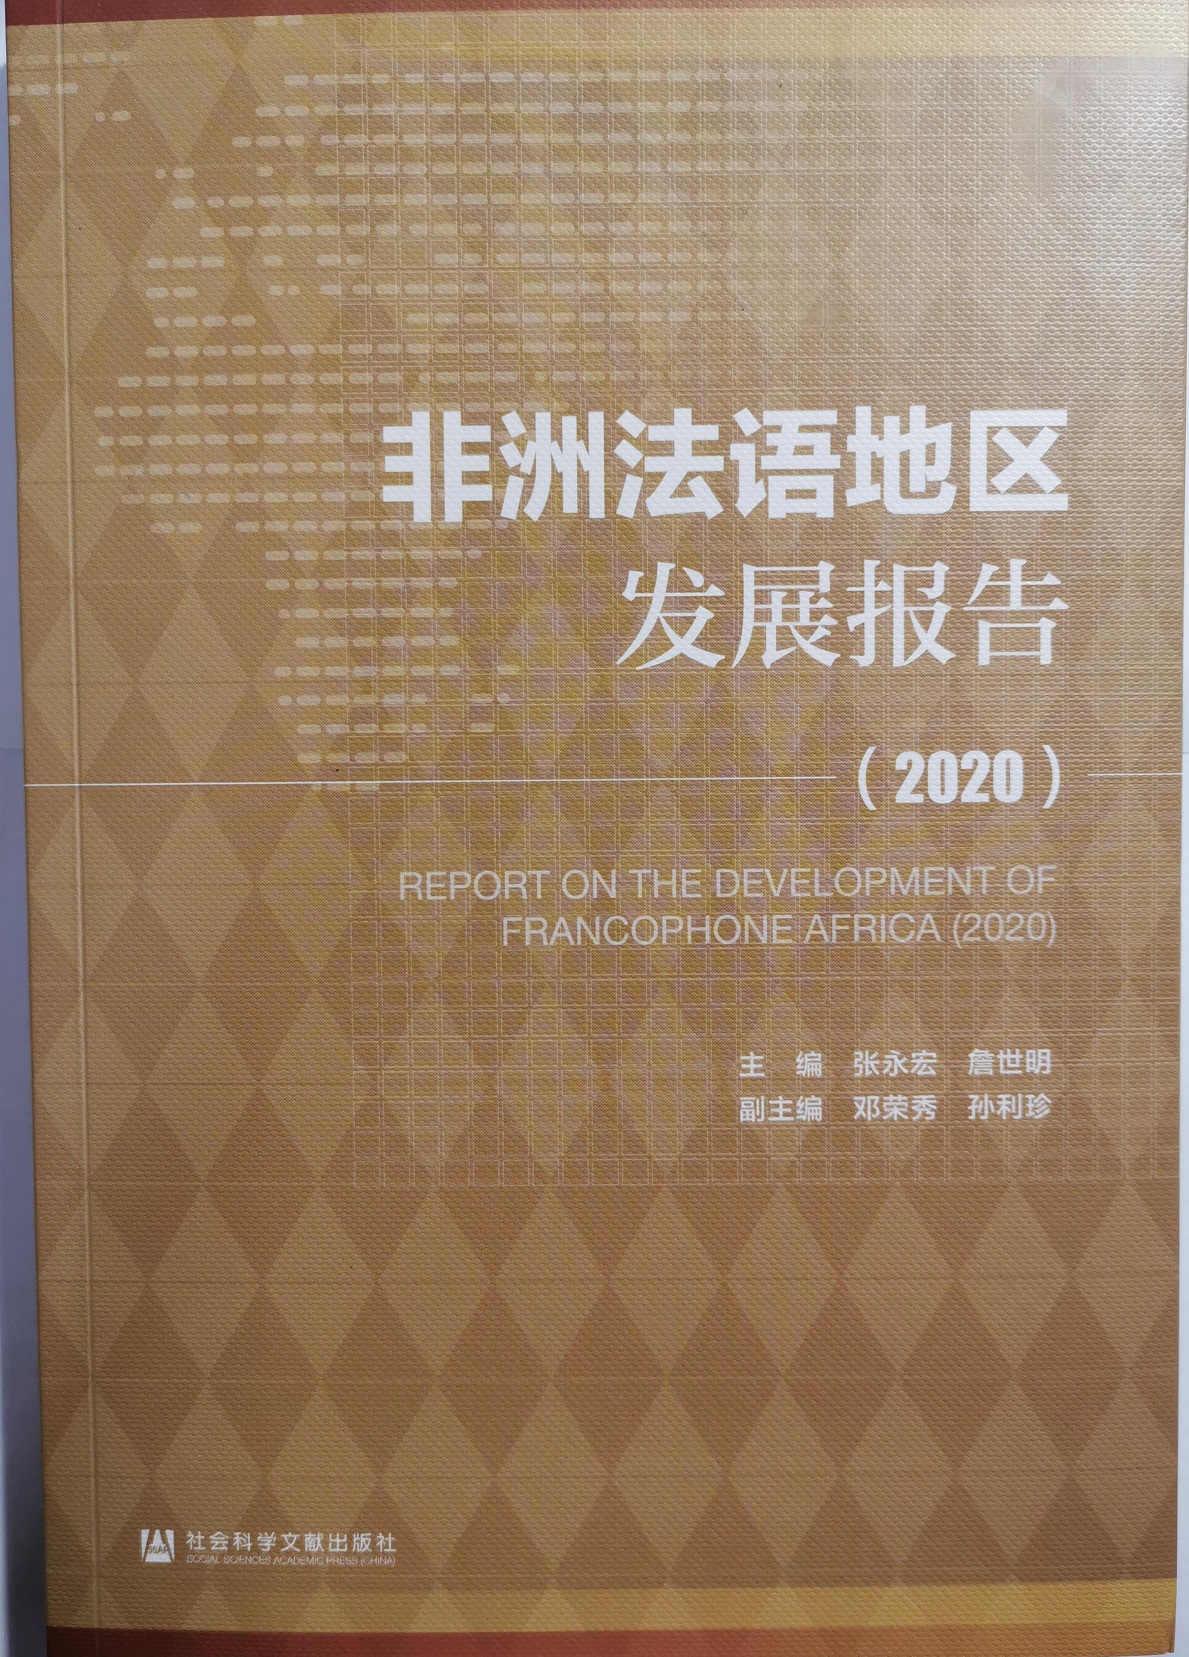 非洲法语地区
发展报告
（2020）
REPORT ON THE DEVELOPMENT OF
FRANCOPHONE AFRICA (2020)
主 编 张永宏 詹世明
副主编 邓荣秀 孙利珍
SSAP
社会科学文献出版社
SOCIAL SCIENCES ACADEMIC PRESS (CHINA)